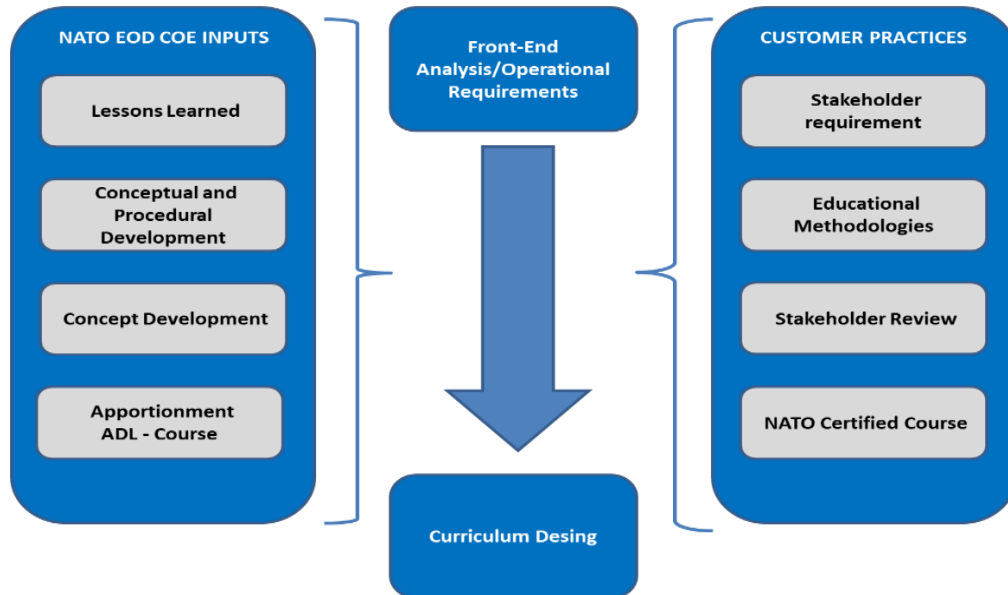 NATO EOD COE INPUTS
Lessons Learned
Conceptual and
Procedural
Development
Concept Development
Apportionment
ADL - Course
Front-End
Analysis/Operational
Requirements
Curriculum Desing
CUSTOMER PRACTICES
Stakeholder
requirement
Educational
Methodologies
Stakeholder Review
NATO Certified Course